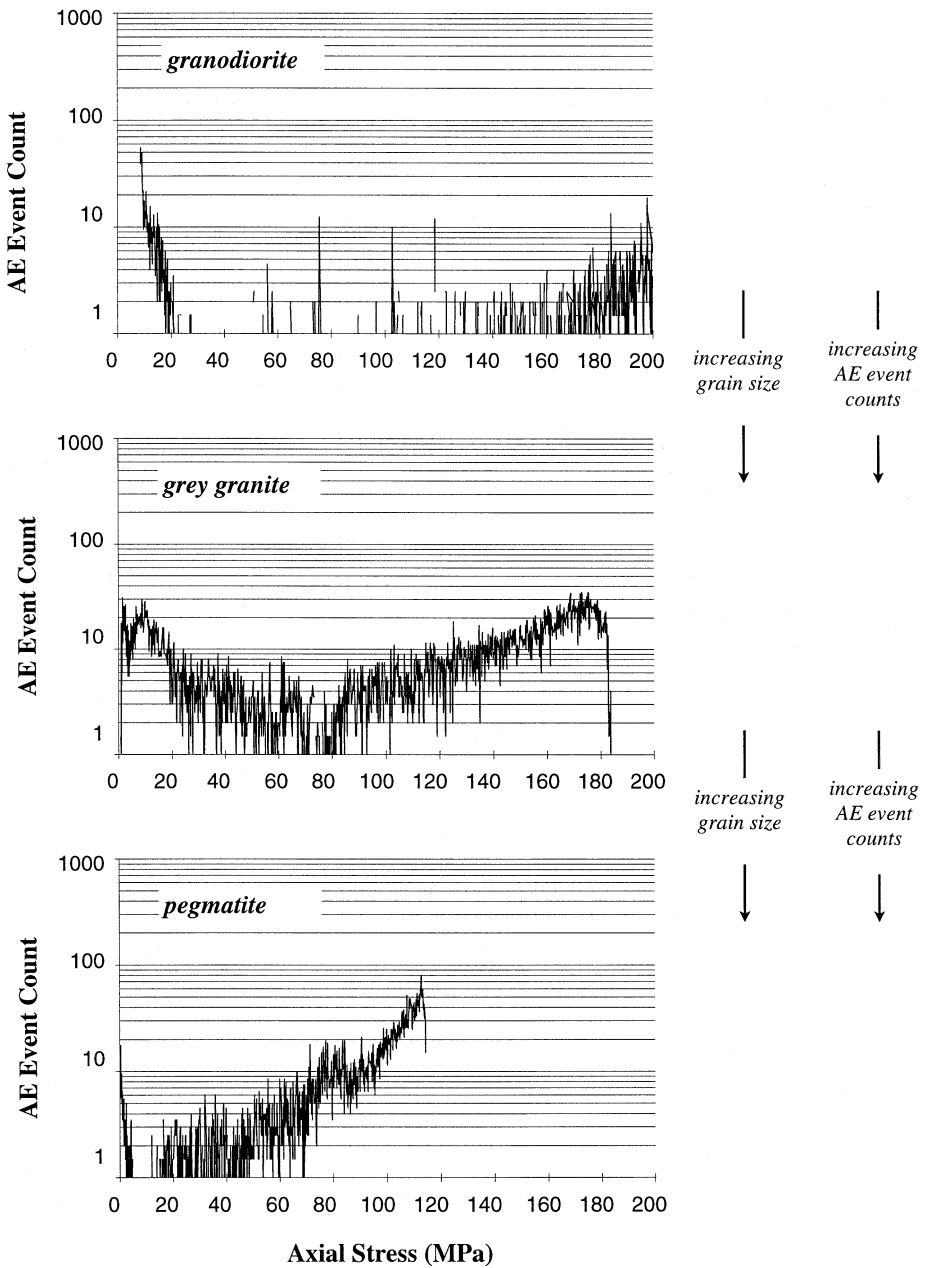 1000
granodiorite
100
AE Event Count
10
1
0 20 40 60 80 100 120 140 160 180 200
increasing
grain size
increasing
AE event
counts
1000
grey granite
100
AE Event Count
10
1
0 20 40 60 80 100 120 140 160 180 200
increasing
grain size
increasing
AE event
counts
1000
pegmatite
100
AE Event Count
10
1
0 20 40 60 80 100 120 140 160 180 200
Axial Stress (MPa)